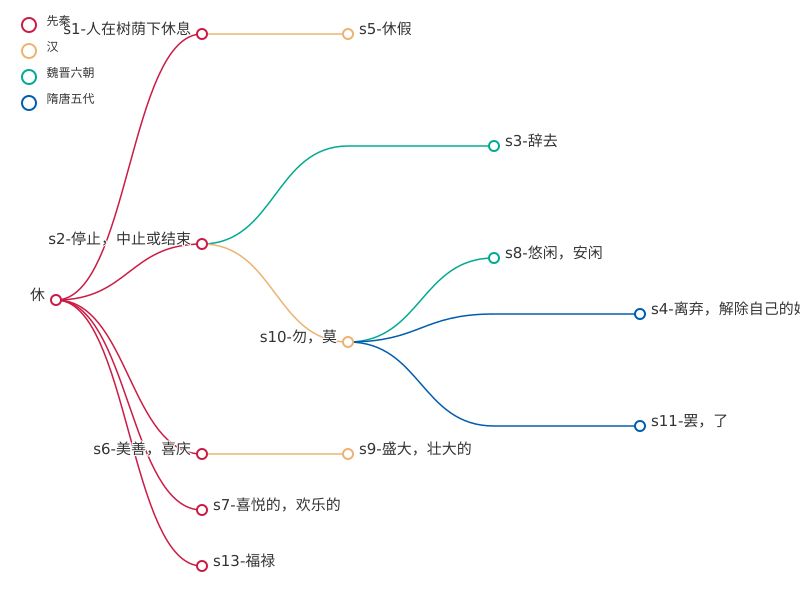 先秦
汉
魏晋六朝
隋唐五代
s1-人在树荫下休息
s5-休假
s3-辞去
s2-停止，中止或结束
s8-悠闲，安闲
休
s4-离弃，解除自己的
s10-勿，莫
s11-罢，了
s6-美善，喜庆
s9-盛大，壮大的
s7-喜悦的，欢乐的
s13-福禄